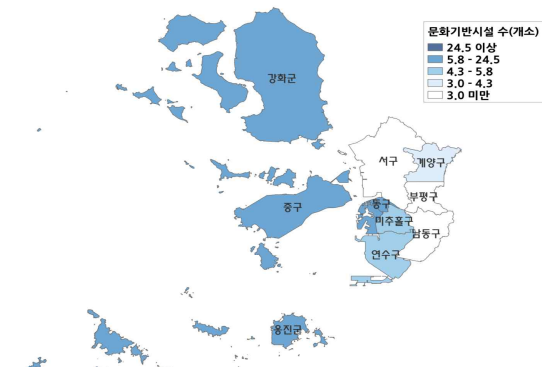 문화기반시설 수(개소)
24.5 이상
5.8 - 24.5
4.3 - 5.8
3.0 - 4.3
3.0 미만
강화군
서구
계양구
부평구
중구
동구
미추홀구
남동구
연수구
옹진군